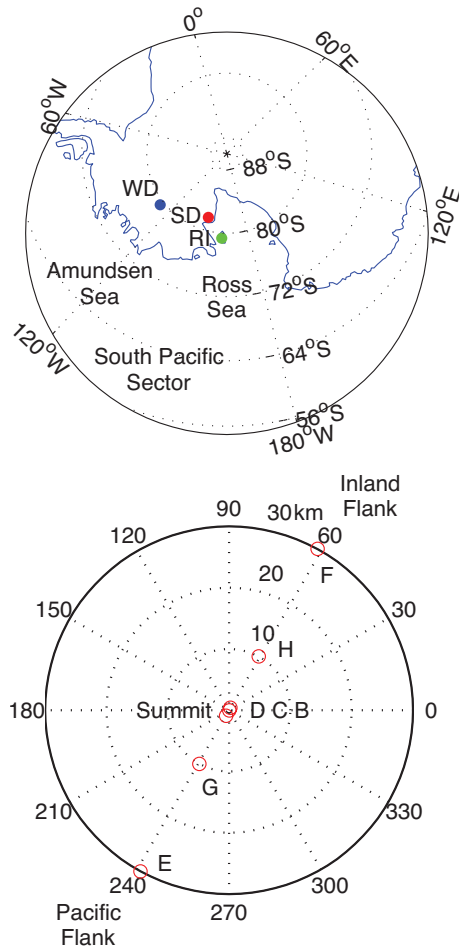 0°
60°E
60°W
88°S
WD
SD
80°S
120°E
RI
Amundsen
Sea
Ross
Sea
72°S
120°W
South Pacific
Sector
64°S
56°S
180°W
Inland
Flank
90
30km
120
60
F
20
150
30
10
H
180
Summit
D C B
0
G
210
330
E
240
300
270
Pacific
Flank